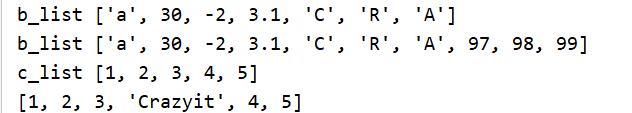 b_list ['a', 30, -2, 3.1, 'C', 'R', 'A']
b_list ['a', 30, -2, 3.1, 'C', 'R', 'A', 97, 98, 99]
c_list [1, 2, 3, 4, 5]
[1, 2, 3, 'Crazyit', 4, 5]